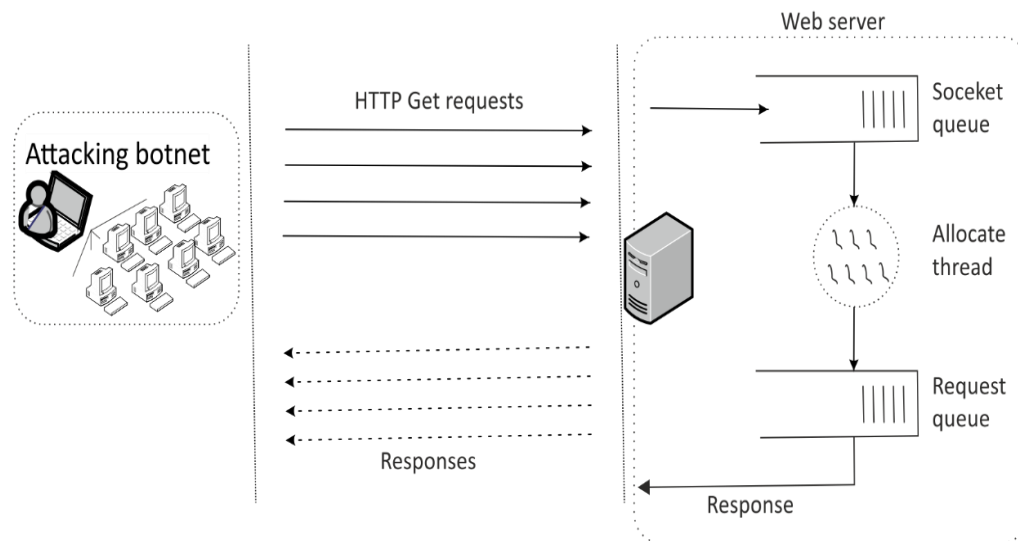 Web server
HTTP Get requests
Soceket
queue
Attacking botnet
Allocate
thread
Request
queue
Responses
Response